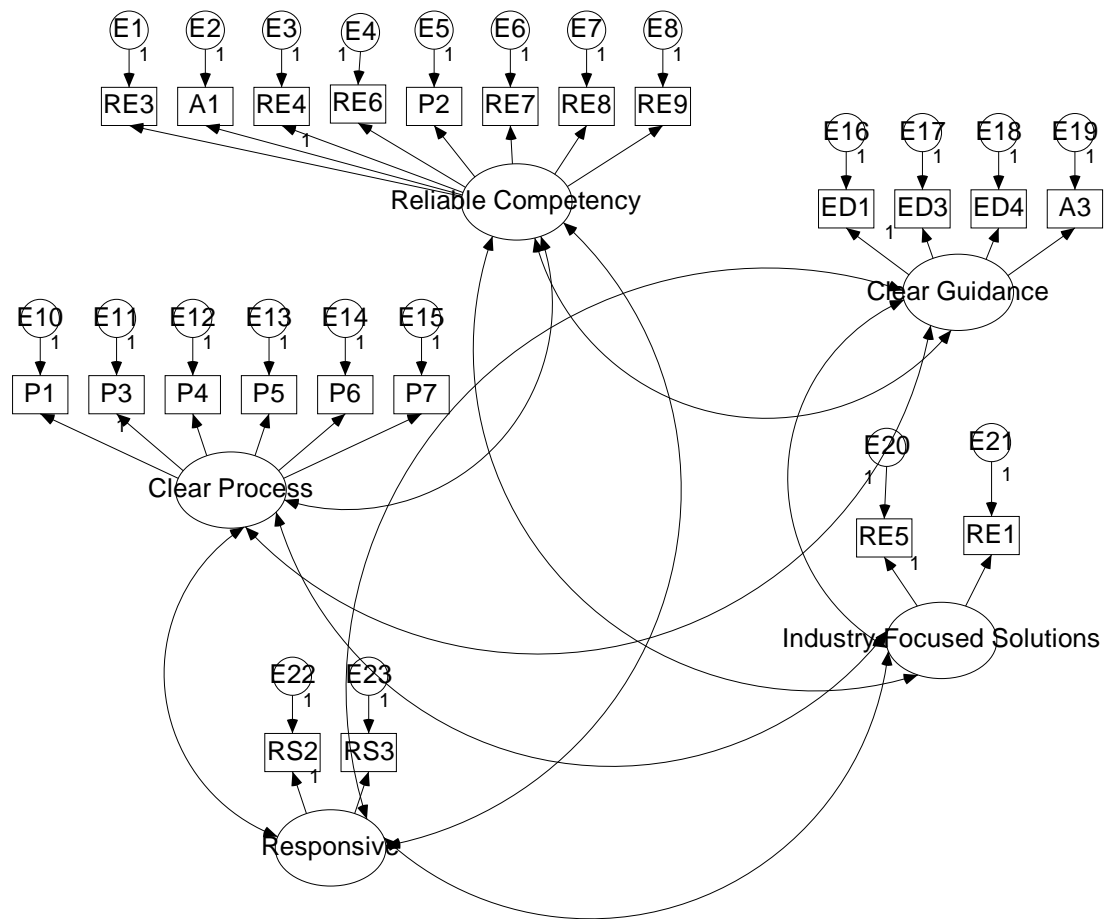 E1 E2 E3 E4 E5 E6 E7 E8
1 1 1 1 1 1 1 1
RE3 A1 RE4 RE6 P2 RE7 RE8 RE9
1
Reliable Competency
E16 E17 E18 E19
1 1 1 1
ED1 ED3 ED4 A3
1
Clear Guidance
E10 E11 E12 E13 E14 E15
1 1 1 1 1 1
P1 P3 P4 P5 P6 P7
1
Clear Process
E20 E21
1 1
RE5 RE1
1
Industry Focused Solutions
E22 E23
1 1
RS2 RS3
1
Responsive